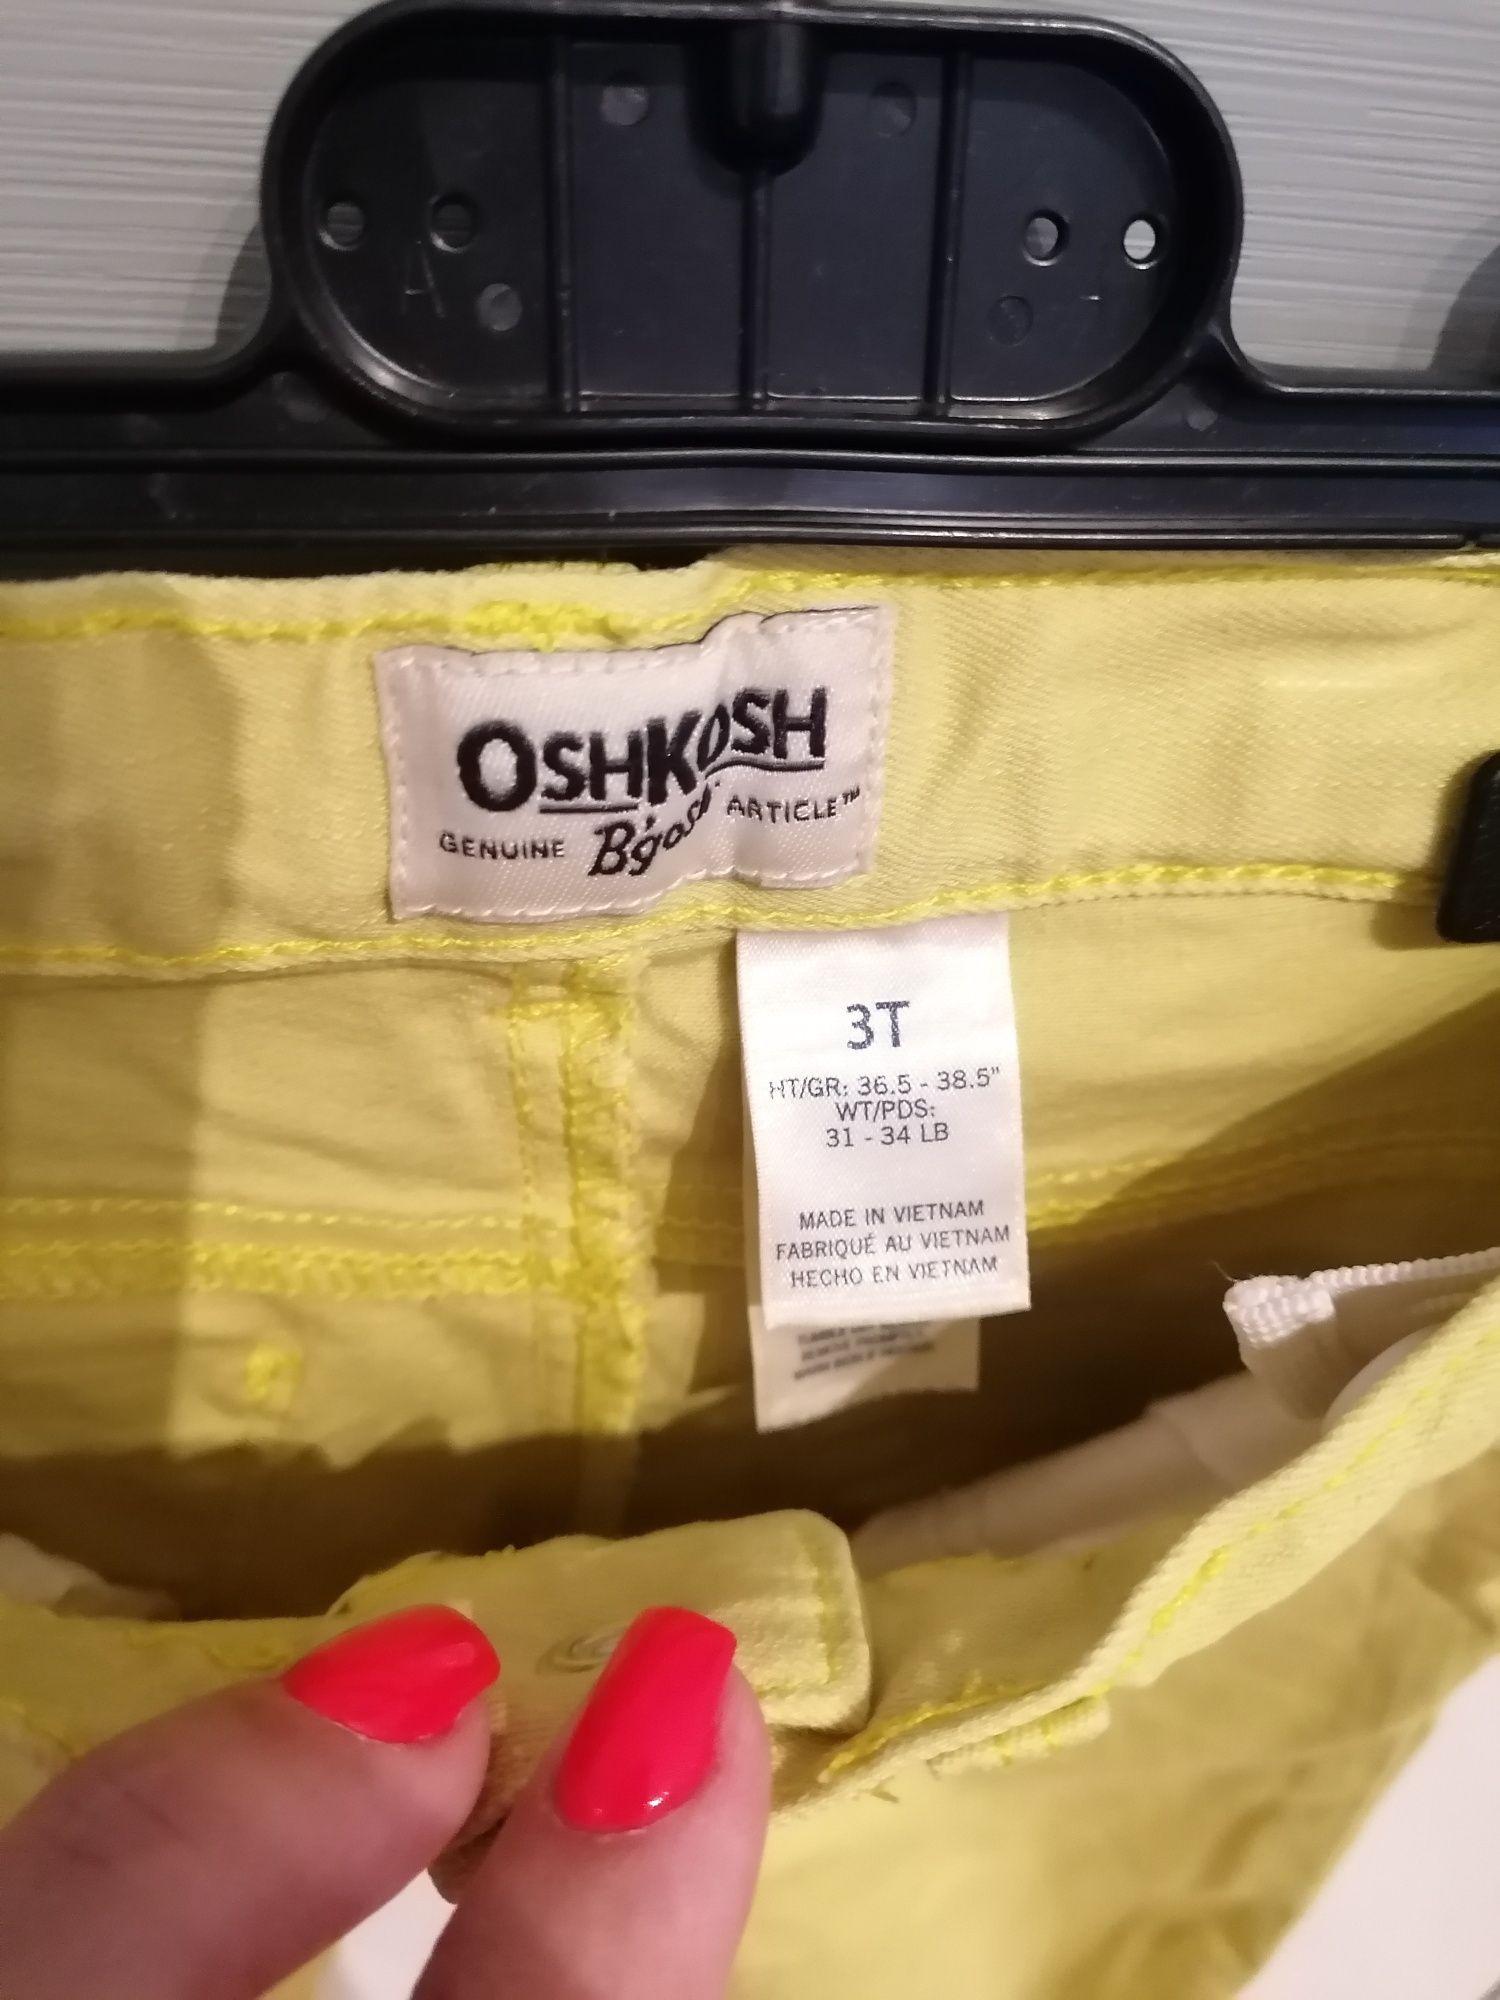 OSHKOSH
GENUINE B'gosh ARTICLE™
3T
HT/GR: 36.5 - 38.5"
WT/PDS:
31 - 34 LB
MADE IN VIETNAM
FABRIQUÉ AU VIETNAM
HECHO EN VIETNAM